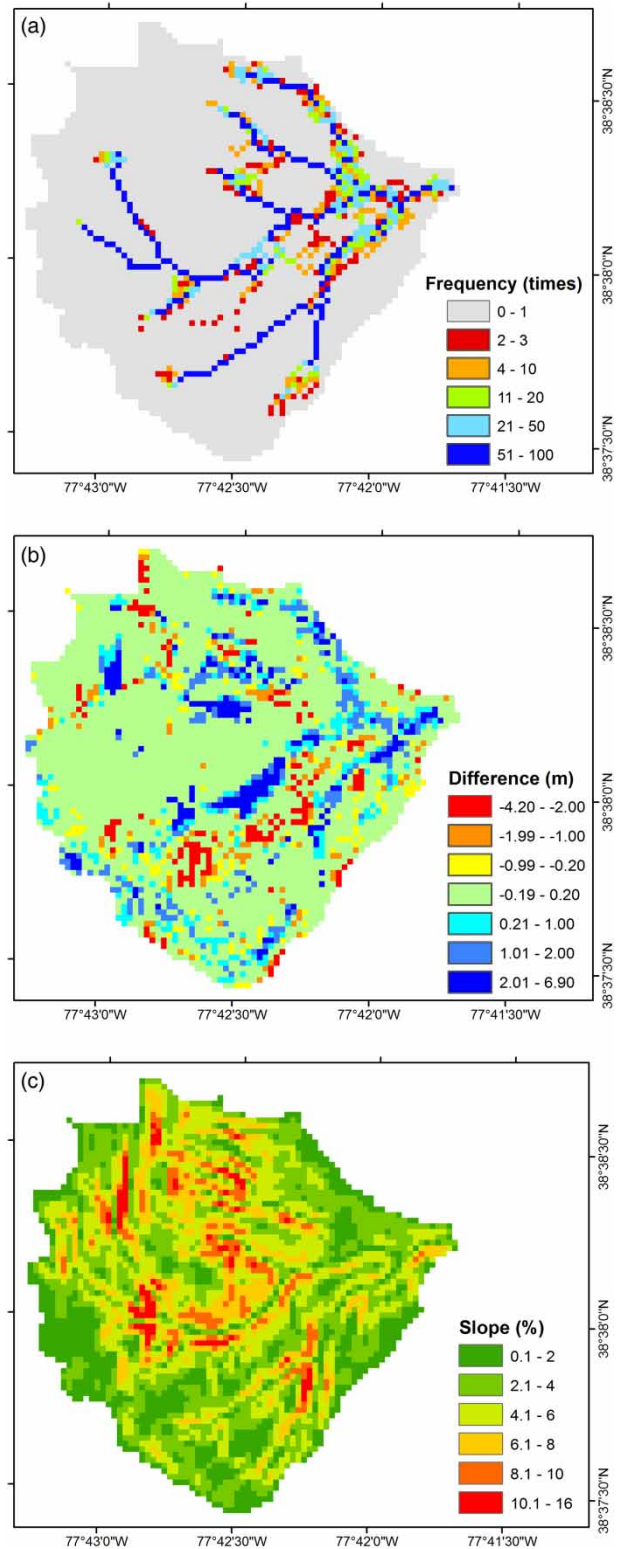 (a)
38°38'30"N
38°38'0"N
38°37'30"N
Frequency (times)
0 - 1
2 - 3
4 - 10
11 - 20
21 - 50
51 - 100
77°43'0"W
77°42'30"W
77°42'0"W
77°41'30"W
(b)
38°38'30"N
38°38'0"N
38°37'30"N
Difference (m)
-4.20 - -2.00
-1.99 - -1.00
-0.99 - -0.20
-0.19 - 0.20
0.21 - 1.00
1.01 - 2.00
2.01 - 6.90
77°43'0"W
77°42'30"W
77°42'0"W
77°41'30"W
(c)
38°38'30"N
38°38'0"N
38°37'30"N
Slope (%)
0.1 - 2
2.1 - 4
4.1 - 6
6.1 - 8
8.1 - 10
10.1 - 16
77°43'0"W
77°42'30"W
77°42'0"W
77°41'30"W